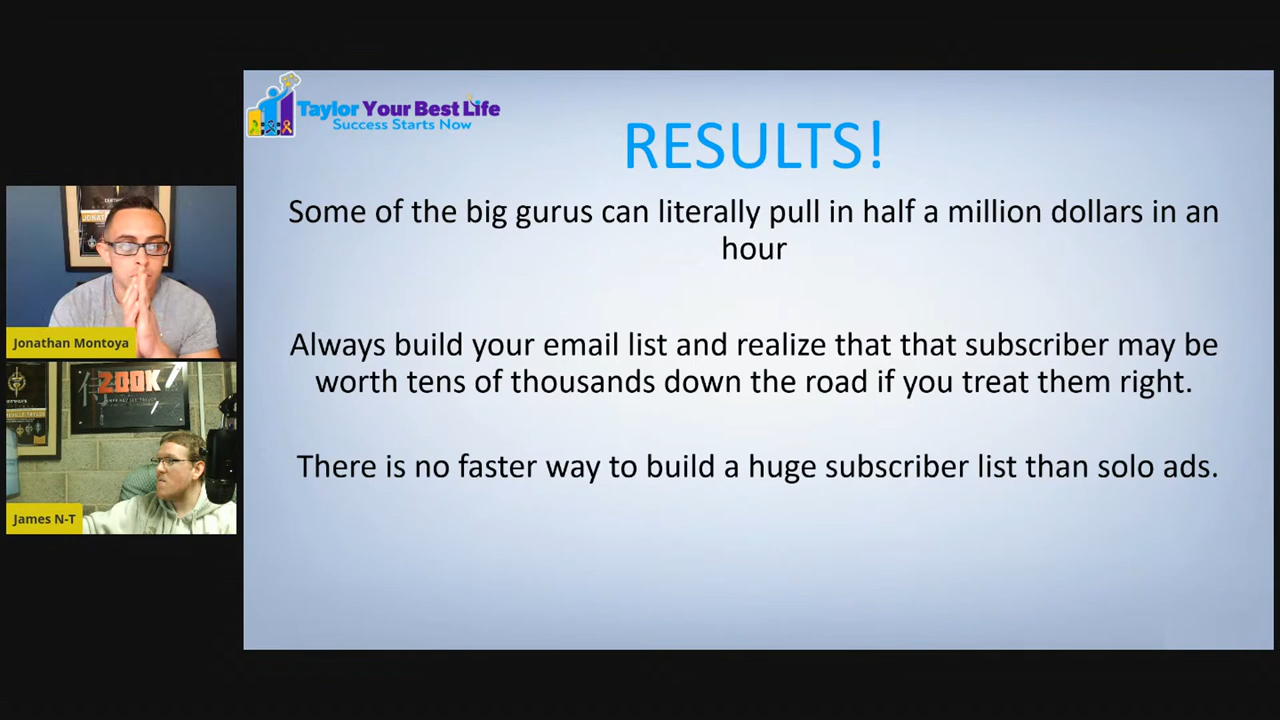 Taylor Your Best Life
Success Starts Now
RESULTS!
Some of the big gurus can literally pull in half a million dollars in an
hour
Always build your email list and realize that that subscriber may be
worth tens of thousands down the road if you treat them right.
There is no faster way to build a huge subscriber list than solo ads.
Jonathan Montoya
200K
James N-T